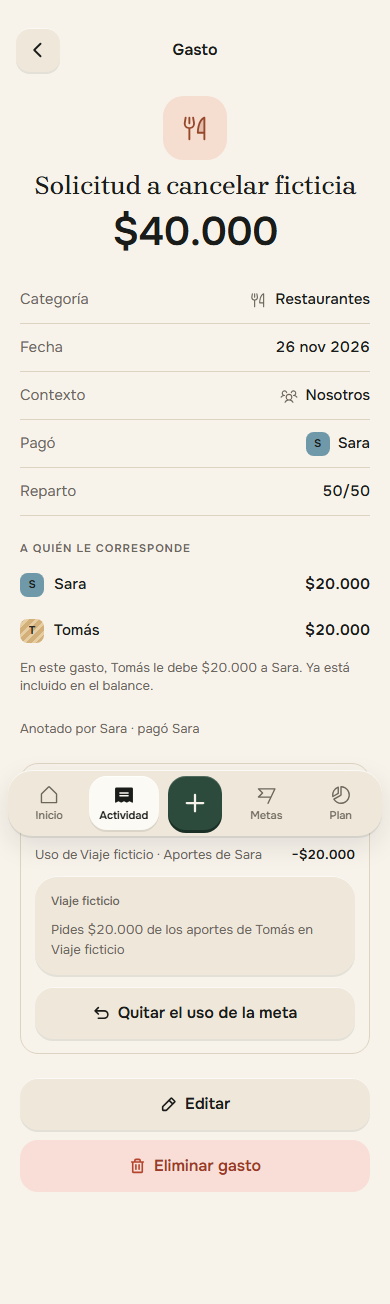 Gasto
Solicitud a cancelar ficticia
$40.000
Categoría Restaurantes
Fecha 26 nov 2026
Contexto Nosotros
Pagó S Sara
Reparto 50/50
A QUIÉN LE CORRESPONDE
S Sara $20.000
T Tomás $20.000
En este gasto, Tomás le debe $20.000 a Sara. Ya está
incluido en el balance.
Anotado por Sara · pagó Sara
Inicio Actividad Metas Plan
Uso de Viaje ficticio · Aportes de Sara −$20.000
Viaje ficticio
Pides $20.000 de los aportes de Tomás en
Viaje ficticio
Quitar el uso de la meta
Editar
Eliminar gasto